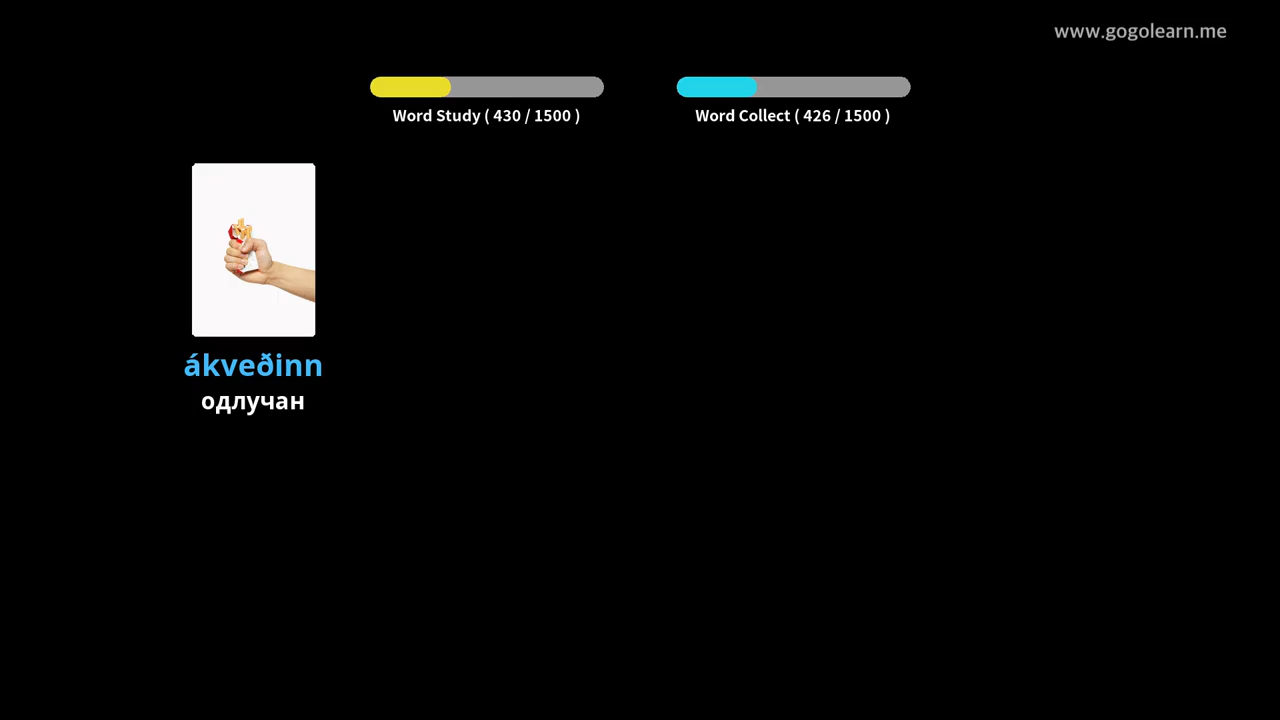 www.gogolearn.me
Word Study ( 430 / 1500 )
Word Collect ( 426 / 1500 )
ákveðinn
одлучан